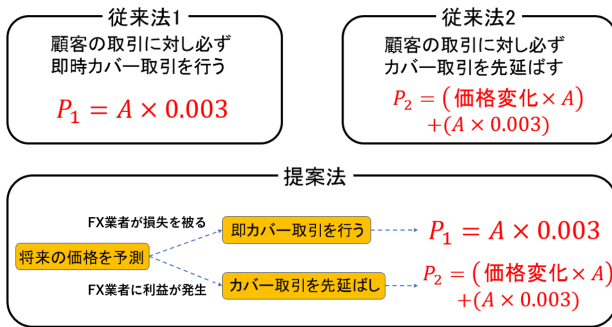 従来法1
顧客の取引に対し必ず
即時カバー取引を行う
P₁ = A × 0.003
従来法2
顧客の取引に対し必ず
カバー取引を先延ばす
P₂ = (価格変化 × A)
+(A × 0.003)
提案法
FX業者が損失を被る
将来の価格を予測
FX業者に利益が発生
即カバー取引を行う
P₁ = A × 0.003
カバー取引を先延ばし
P₂ = (価格変化 × A)
+(A × 0.003)